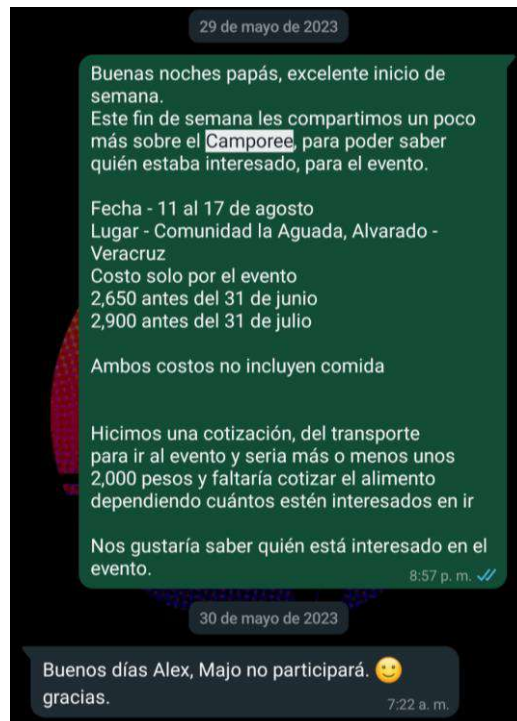 29 de mayo de 2023
Buenas noches papás, excelente inicio de
semana.
Este fin de semana les compartimos un poco
más sobre el Camporee, para poder saber
quién estaba interesado, para el evento.
Fecha - 11 al 17 de agosto
Lugar - Comunidad la Aguada, Alvarado -
Veracruz
Costo solo por el evento
2,650 antes del 31 de junio
2,900 antes del 31 de julio
Ambos costos no incluyen comida
Hicimos una cotización, del transporte
para ir al evento y seria más o menos unos
2,000 pesos y faltaría cotizar el alimento
dependiendo cuántos estén interesados en ir
Nos gustaría saber quién está interesado en el
evento.
8:57 p. m.
30 de mayo de 2023
Buenos días Alex, Majo no participará. 🙂
gracias.
7:22 a. m.